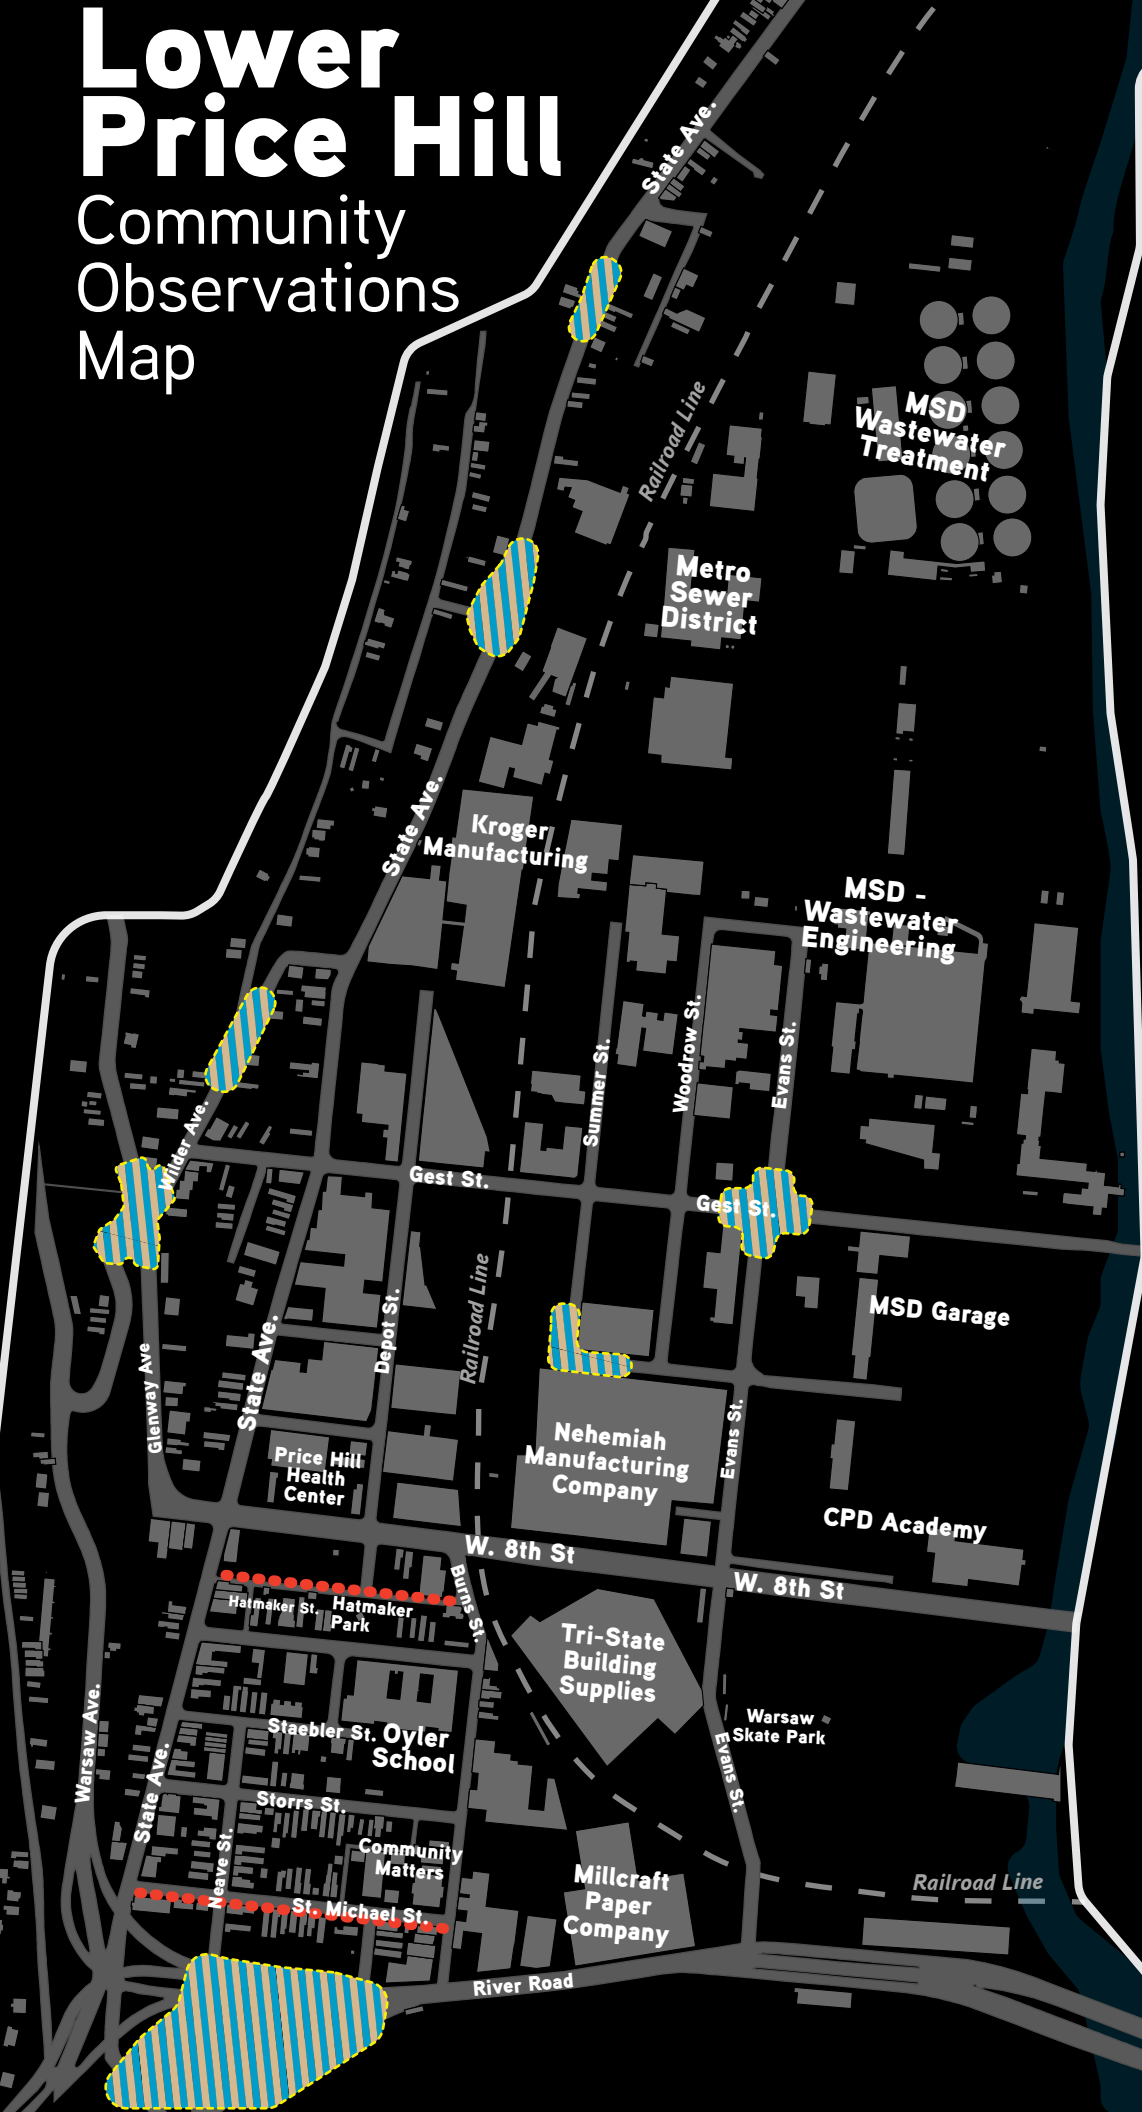 Lower
Price Hill
Community
Observations
Map
State Ave.
Railroad Line
MSD
Wastewater
Treatment
Metro
Sewer
District
State Ave.
Kroger
Manufacturing
MSD -
Wastewater
Engineering
Summer St.
Woodrow St.
Evans St.
Wilder Ave.
Gest St.
Gest St.
Railroad Line
Depot St.
MSD Garage
Glenway Ave
State Ave.
Evans St.
Nehemiah
Manufacturing
Company
Price Hill
Health
Center
CPD Academy
W. 8th St
W. 8th St
Burns St.
Hatmaker St.
Hatmaker
Park
Tri-State
Building
Supplies
Warsaw Ave.
Warsaw
Skate Park
Staebler St.
Oyler
School
Evans St.
State Ave.
Storrs St.
Neave St.
Community
Matters
Millcraft
Paper
Company
Railroad Line
St. Michael St.
River Road